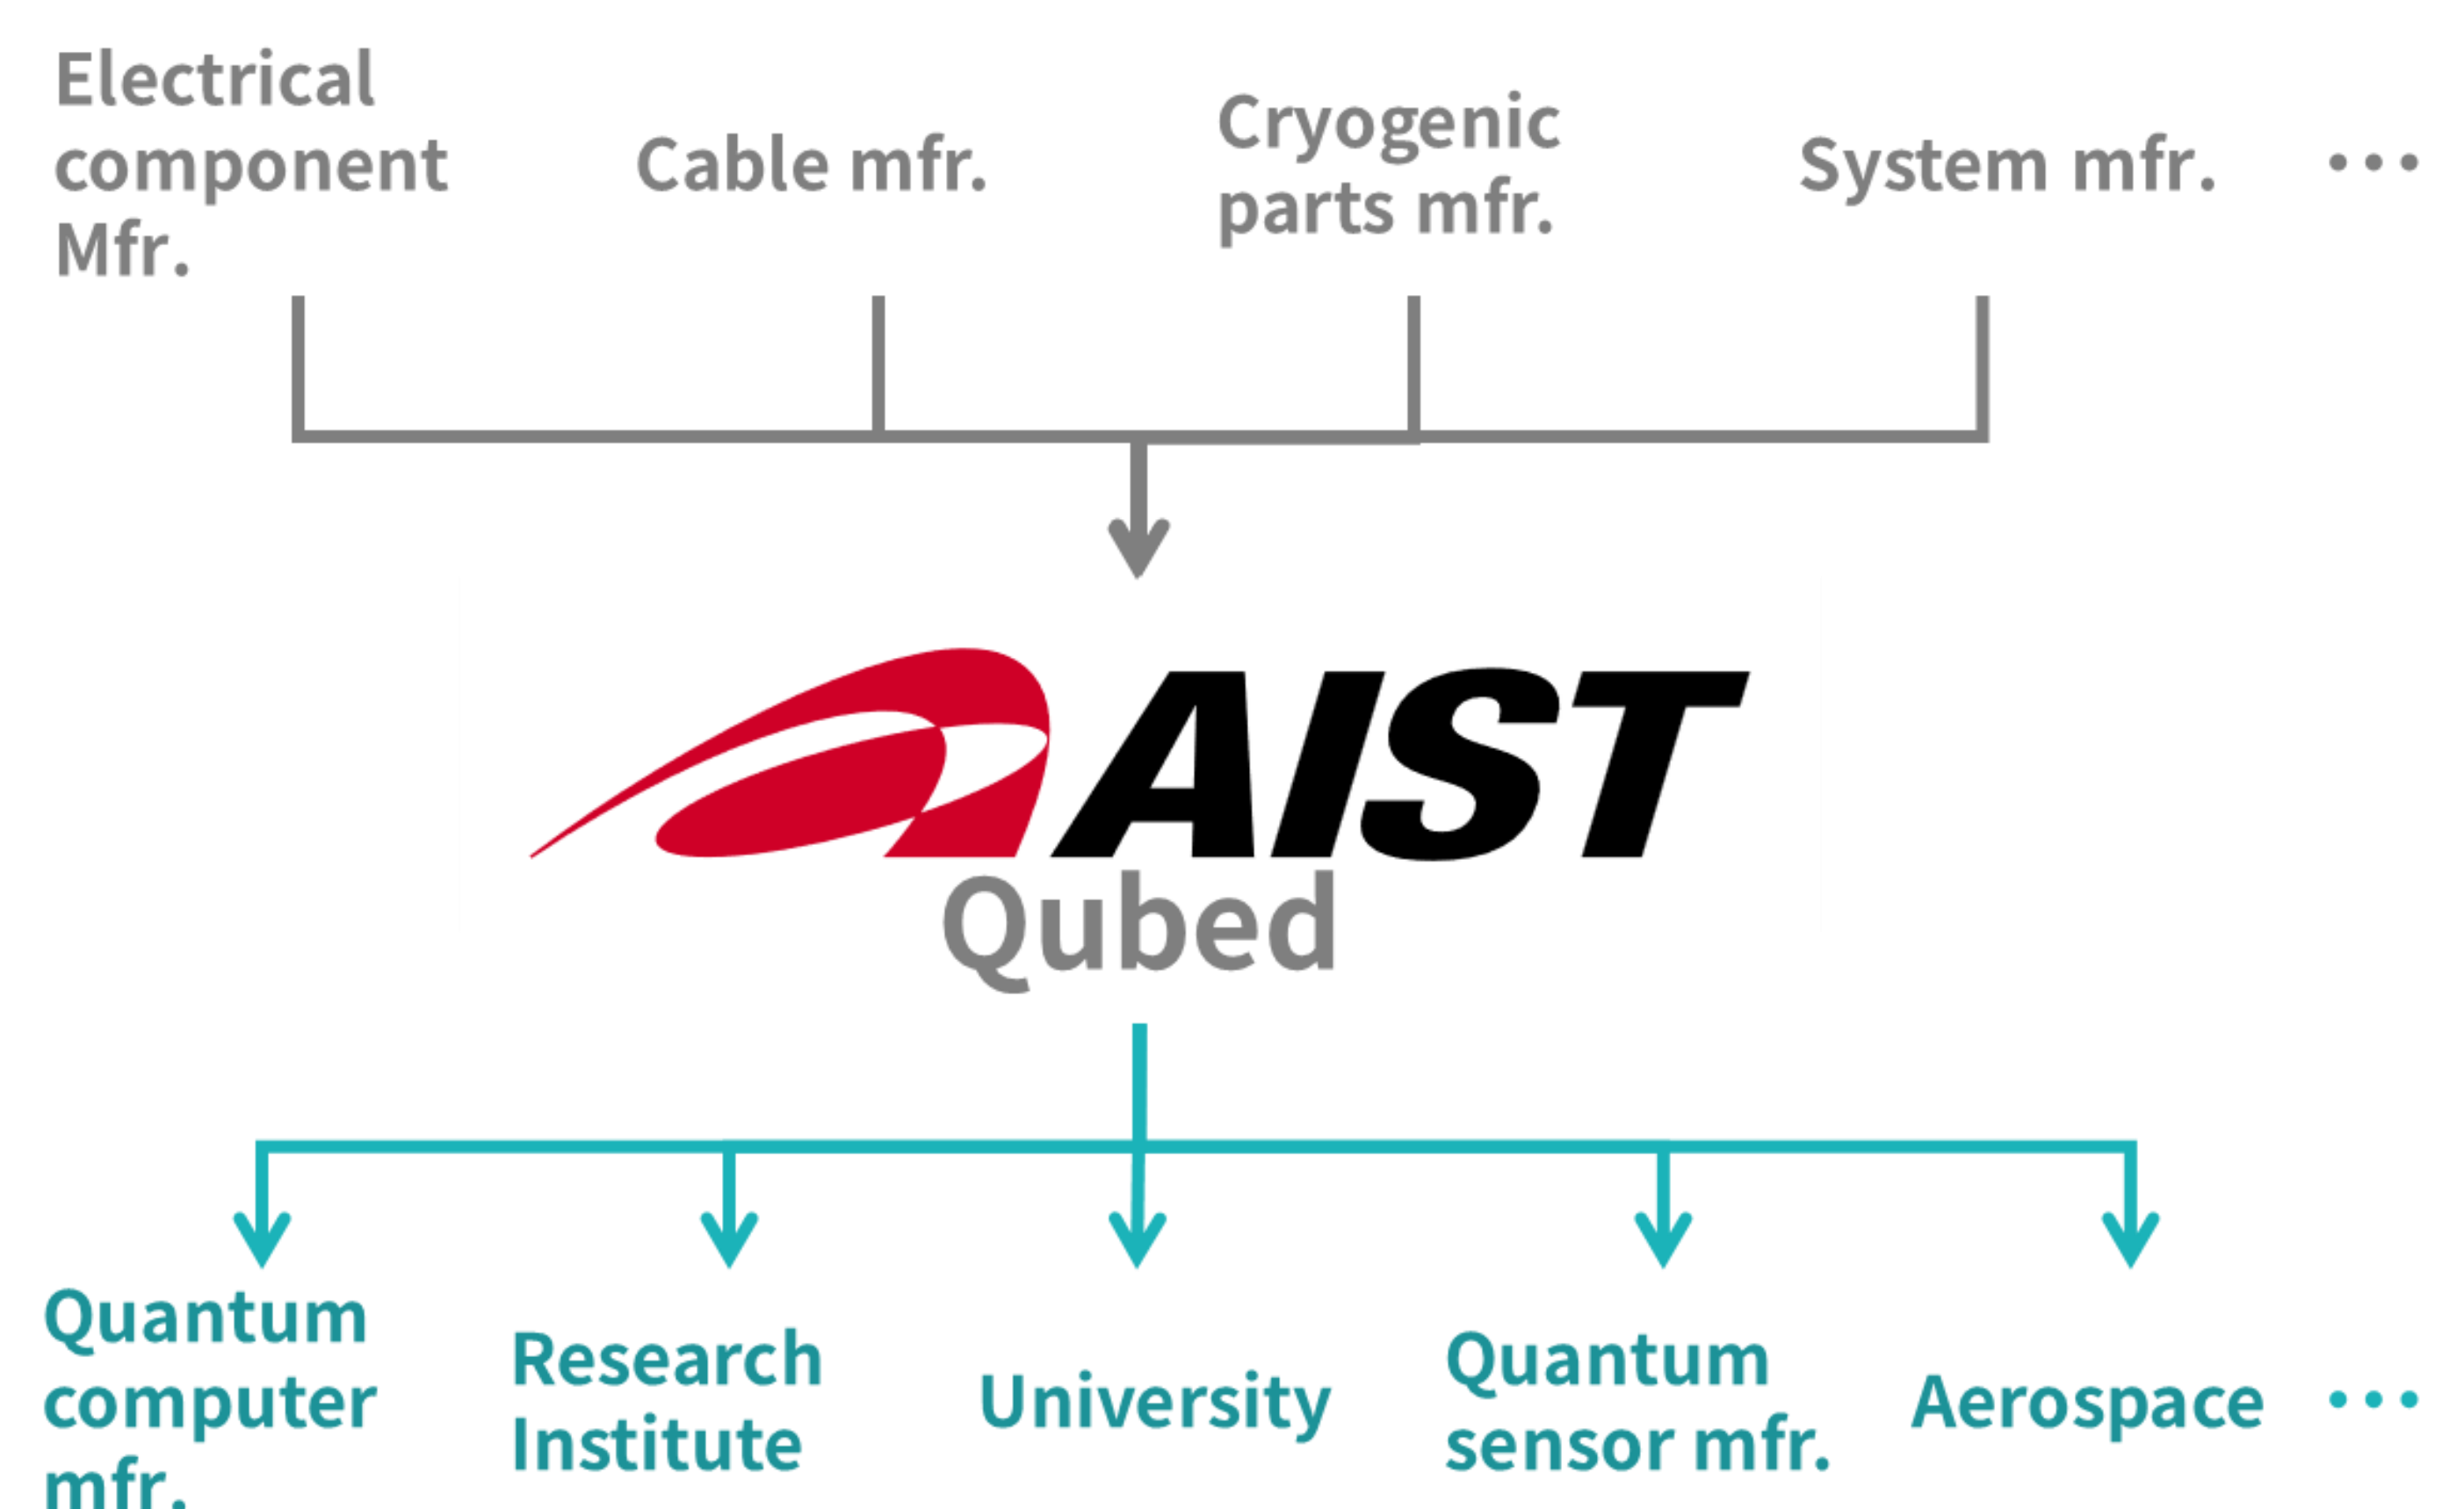 Electrical
component
Mfr.
Cable mfr.
Cryogenic
parts mfr.
System mfr.
...
AIST
Qubed
Quantum
computer
mfr.
Research
Institute
University
Quantum
sensor mfr.
Aerospace
...